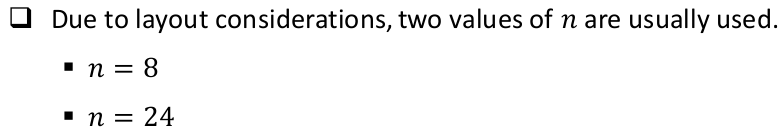 ❑ Due to layout considerations, two values of n are usually used.
▪ n = 8
▪ n = 24